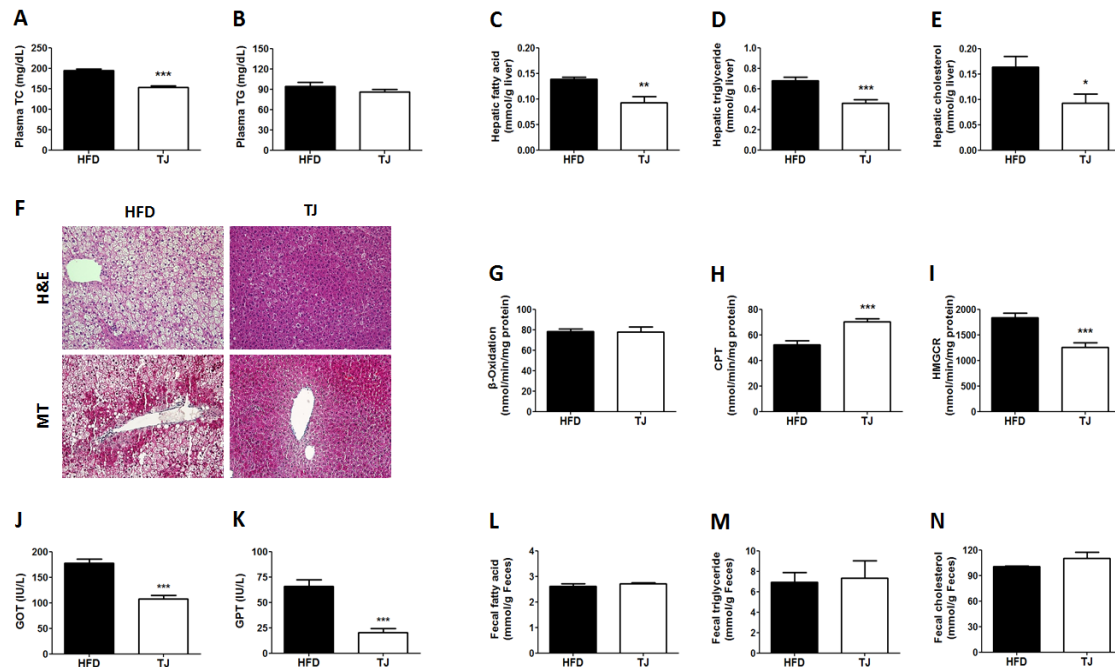 A
Plasma TC (mg/dL)
250
200
150
100
50
0
***
HFD
TJ
B
Plasma TG (mg/dL)
150
120
90
60
30
0
HFD
TJ
C
Hepatic fatty acid
(mmol/g liver)
0.20
0.15
0.10
0.05
0.00
**
HFD
TJ
D
Hepatic triglyceride
(mmol/g liver)
1.0
0.8
0.6
0.4
0.2
0.0
***
HFD
TJ
E
Hepatic cholesterol
(mmol/g liver)
0.20
0.15
0.10
0.05
0.00
*
HFD
TJ
F
HFD
TJ
H&E
MT
G
β-Oxidation
(nmol/min/mg protein)
100
80
60
40
20
0
HFD
TJ
H
CPT
(nmol/min/mg protein)
80
60
40
20
0
***
HFD
TJ
I
HMGCR
(nmol/min/mg protein)
2000
1500
1000
500
0
***
HFD
TJ
J
GOT (IU/L)
200
150
100
50
0
***
HFD
TJ
K
GPT (IU/L)
100
75
50
25
0
***
HFD
TJ
L
Fecal fatty acid
(mmol/g Feces)
4
3
2
1
0
HFD
TJ
M
Fecal triglyceride
(mmol/g Feces)
10
8
6
4
2
0
HFD
TJ
N
Fecal cholesterol
(mmol/g Feces)
120
90
60
30
0
HFD
TJ